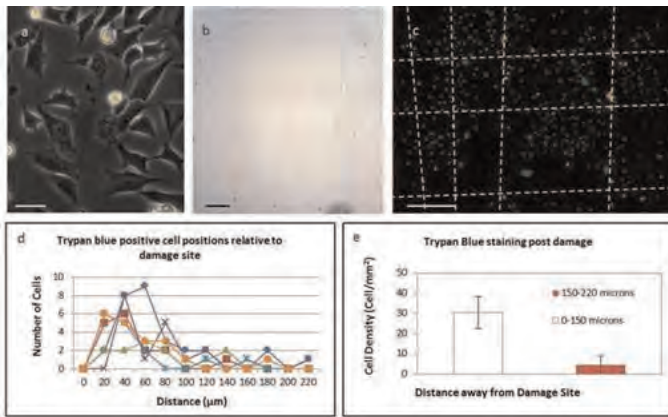 a
b
c
d
Trypan blue positive cell positions relative to
damage site
Number of Cells
10
8
6
4
2
0
0 20 40 60 80 100 120 140 160 180 200 220
Distance (µm)
e
Trypan Blue staining post damage
Cell Density (Cell/mm²)
50
40
30
20
10
0
150-220 microns
0-150 microns
Distance away from Damage Site